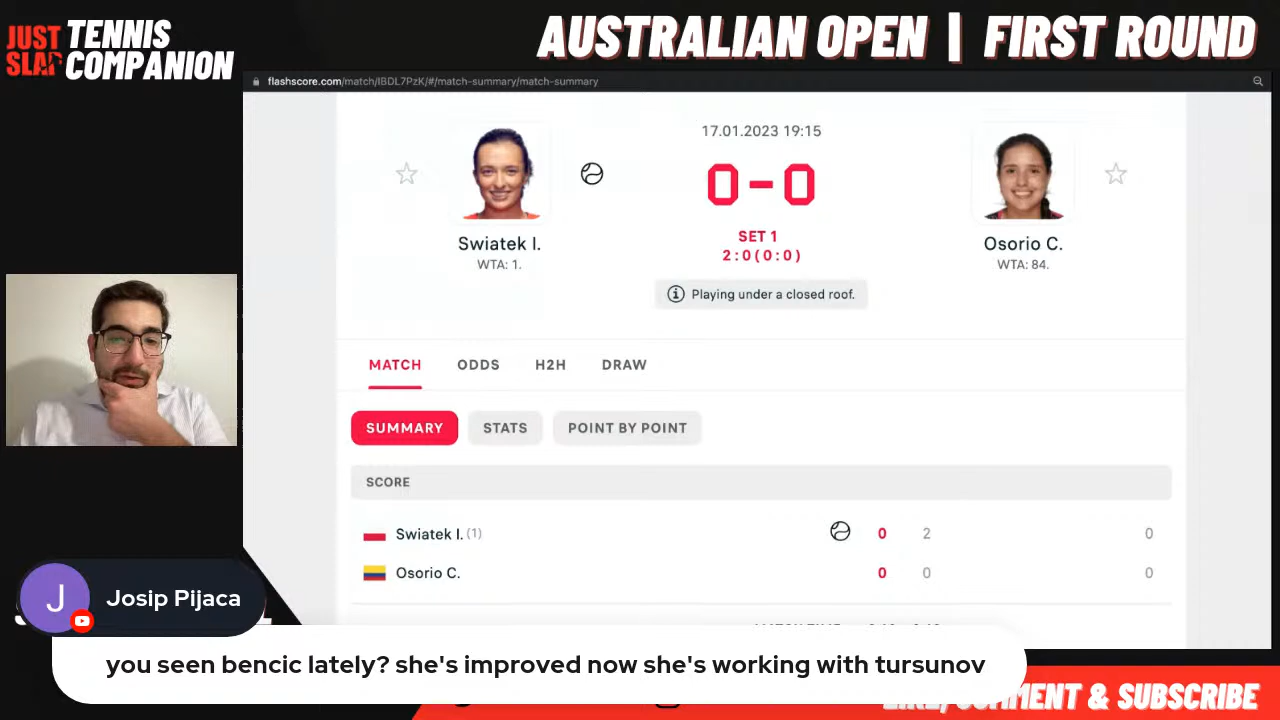 JUST TENNIS
SLAP COMPANION
AUSTRALIAN OPEN | FIRST ROUND
flashscore.com/match/IBDL7PzK/#/match-summary/match-summary
17.01.2023 19:15
0-0
SET 1
2:0(0:0)
Swiatek I.
WTA: 1.
Osorio C.
WTA: 84.
Playing under a closed roof.
MATCH ODDS H2H DRAW
SUMMARY STATS POINT BY POINT
SCORE
Swiatek I. (1) 0 2 0
Osorio C. 0 0 0
J Josip Pijaca
you seen bencic lately? she's improved now she's working with tursunov
& SUBSCRIBE